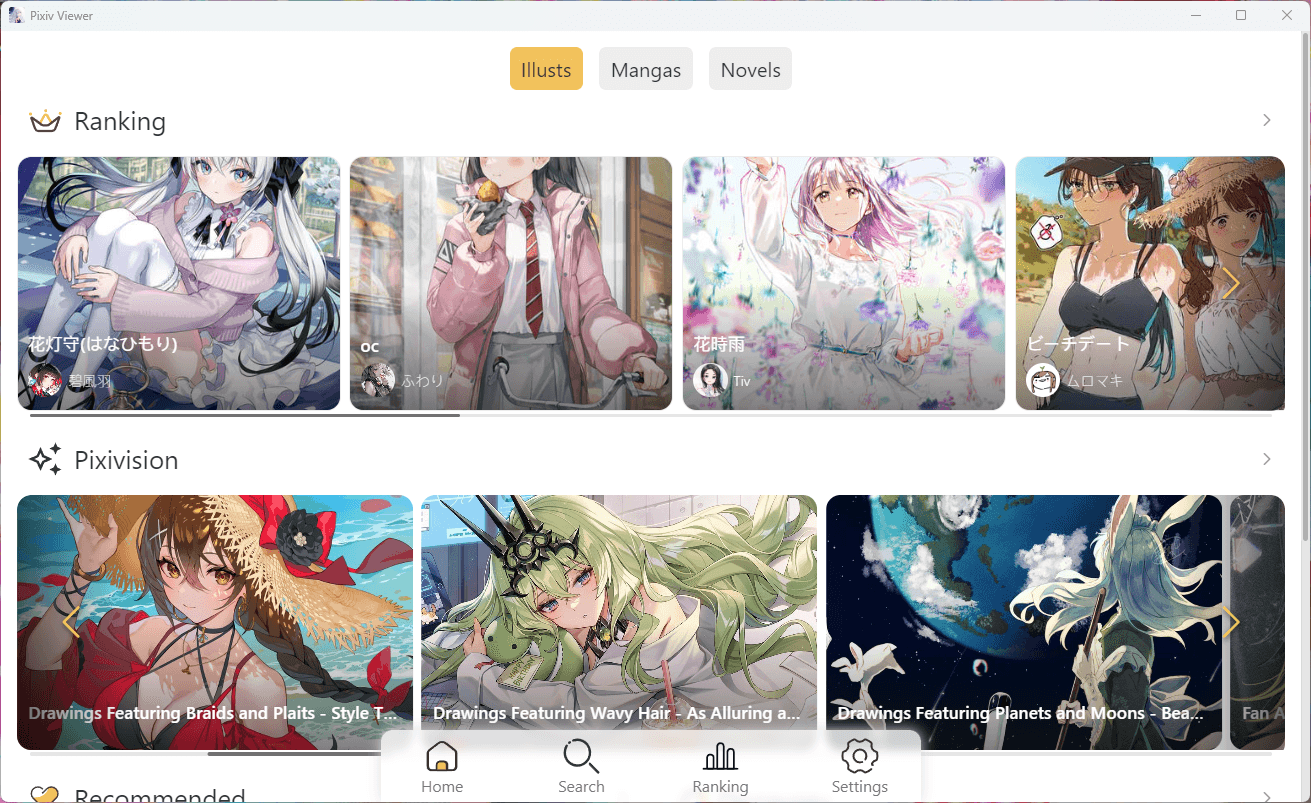 Pixiv Viewer
Illusts
Mangas
Novels
Ranking
花灯守(はなひもり)
碧風羽
oc
ふわり
花時雨
Tiv
ビーチデート
ムロマキ
Pixivision
Drawings Featuring Braids and Plaits - Style T...
Drawings Featuring Wavy Hair - As Alluring a...
Drawings Featuring Planets and Moons - Bea...
Fan A
Recommended
Home
Search
Ranking
Settings